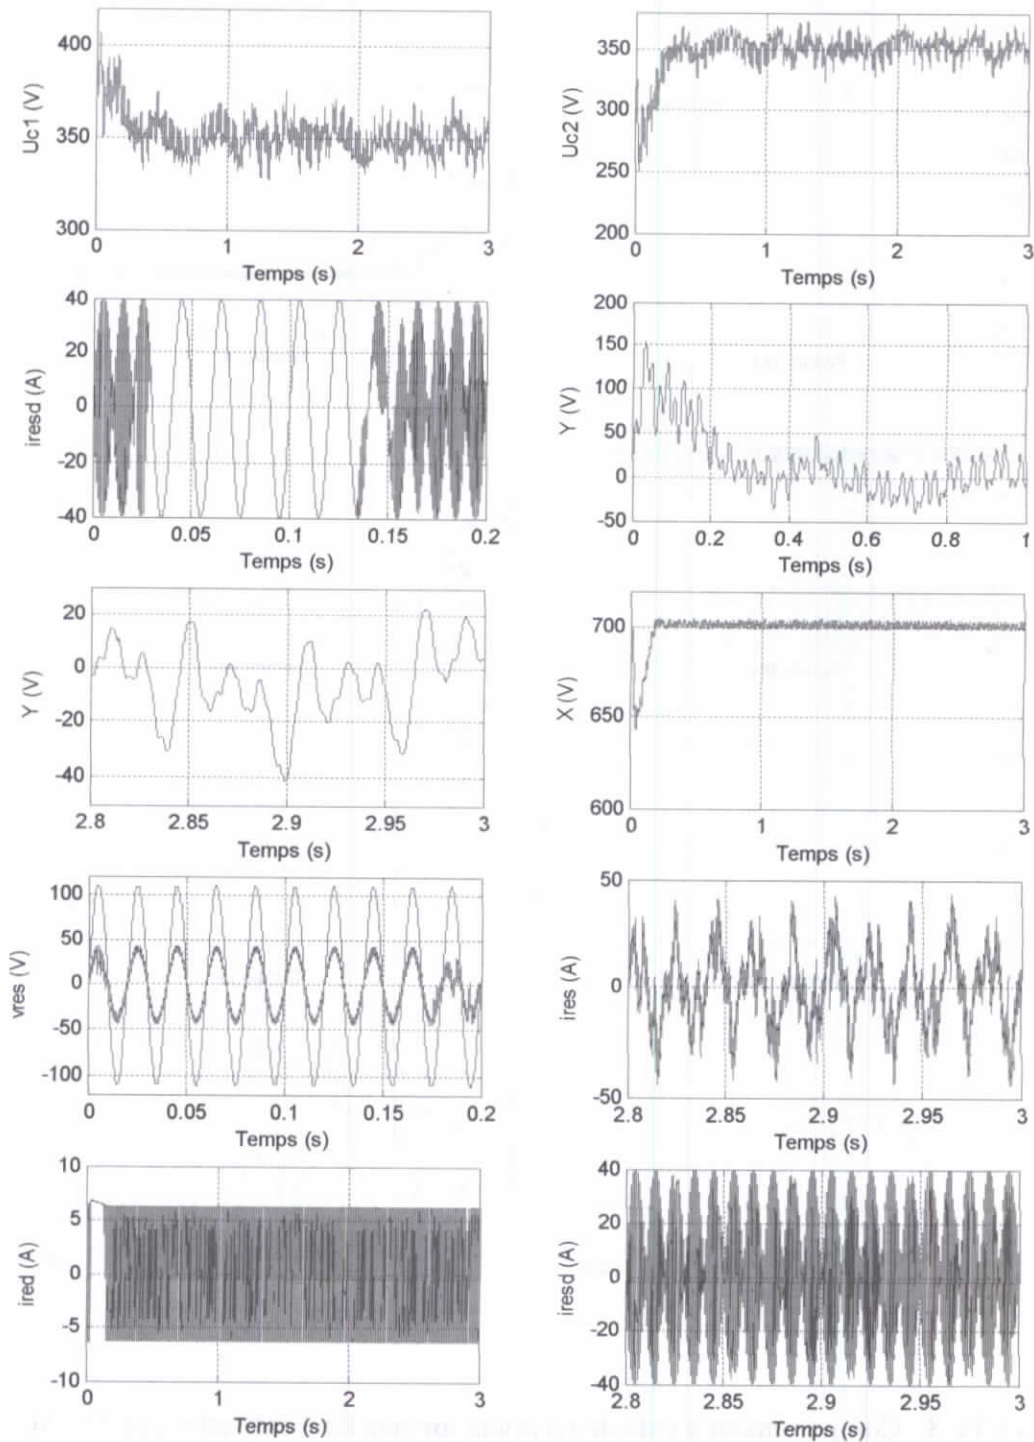 400
350
300
Uc1 (V)
0 1 2 3
Temps (s)
350
300
250
200
Uc2 (V)
0 1 2 3
Temps (s)
40
20
0
-20
-40
iresd (A)
0 0.05 0.1 0.15 0.2
Temps (s)
200
150
100
50
0
-50
Y (V)
0 0.2 0.4 0.6 0.8 1
Temps (s)
20
0
-20
-40
Y (V)
2.8 2.85 2.9 2.95 3
Temps (s)
700
650
600
X (V)
0 1 2 3
Temps (s)
100
50
0
-50
-100
vres (V)
0 0.05 0.1 0.15 0.2
Temps (s)
50
0
-50
ires (A)
2.8 2.85 2.9 2.95 3
Temps (s)
10
5
0
-5
-10
ired (A)
0 1 2 3
Temps (s)
40
20
0
-20
-40
iresd (A)
2.8 2.85 2.9 2.95 3
Temps (s)